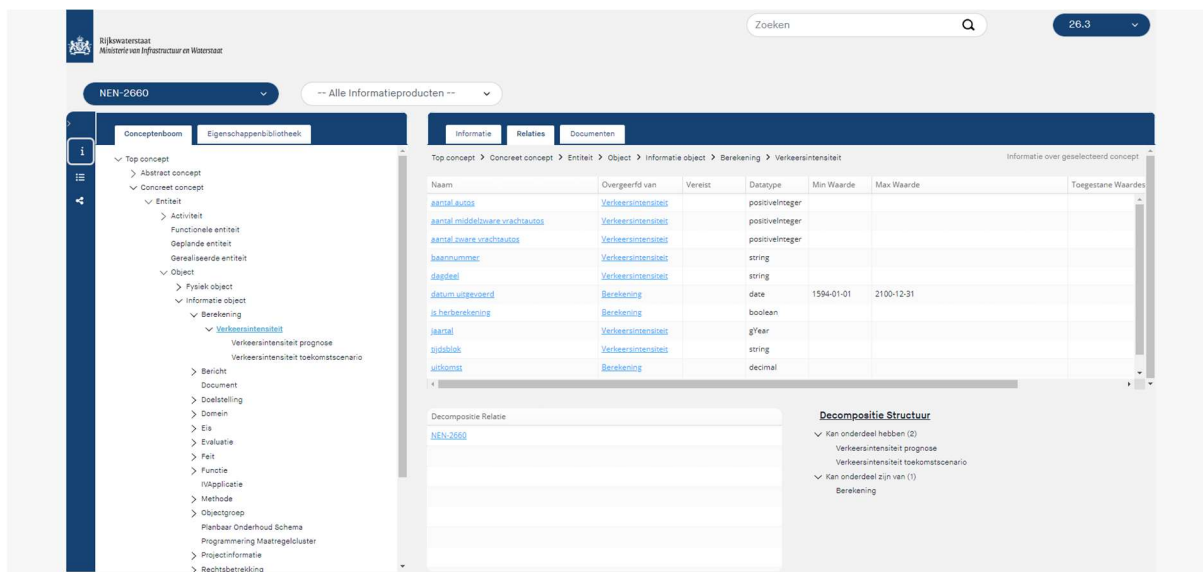 Zoeken
26.3
Rijkswaterstaat
Ministerie van Infrastructuur en Waterstaat
NEN-2660
-- Alle Informatieproducten --
Conceptenboom Eigenschappenbibliotheek
i
Top concept
Abstract concept
Concreet concept
Entiteit
Activiteit
Functionele entiteit
Geplande entiteit
Gerealiseerde entiteit
Object
Fysiek object
Informatie object
Berekening
Verkeersintensiteit
Verkeersintensiteit prognose
Verkeersintensiteit toekomstscenario
Bericht
Document
Doelstelling
Domein
Eis
Evaluatie
Feit
Functie
IVApplicatie
Methode
Objectgroep
Planbaar Onderhoud Schema
Programmering Maatregelcluster
Projectinformatie
Rechtsbetrekking
Informatie Relaties Documenten
Top concept > Concreet concept > Entiteit > Object > Informatie object > Berekening > Verkeersintensiteit
Informatie over geselecteerd concept
Naam Overgeerfd van Vereist Datatype Min Waarde Max Waarde Toegestane Waardes
aantal autos Verkeersintensiteit positiveInteger
aantal middelzware vrachtautos Verkeersintensiteit positiveInteger
aantal zware vrachtautos Verkeersintensiteit positiveInteger
baannummer Verkeersintensiteit string
dagdeel Verkeersintensiteit string
datum uitgevoerd Berekening date 1594-01-01 2100-12-31
is herberekening Berekening boolean
jaartal Verkeersintensiteit gYear
tijdsblok Verkeersintensiteit string
uitkomst Berekening decimal
Decompositie Relatie
NEN-2660
Decompositie Structuur
Kan onderdeel hebben (2)
Verkeersintensiteit prognose
Verkeersintensiteit toekomstscenario
Kan onderdeel zijn van (1)
Berekening